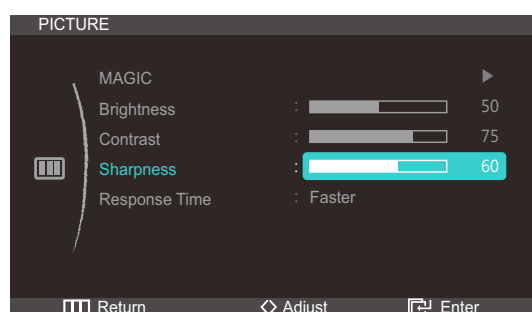 PICTURE
MAGIC
Brightness : 50
Contrast : 75
Sharpness : 60
Response Time : Faster
Return Adjust Enter